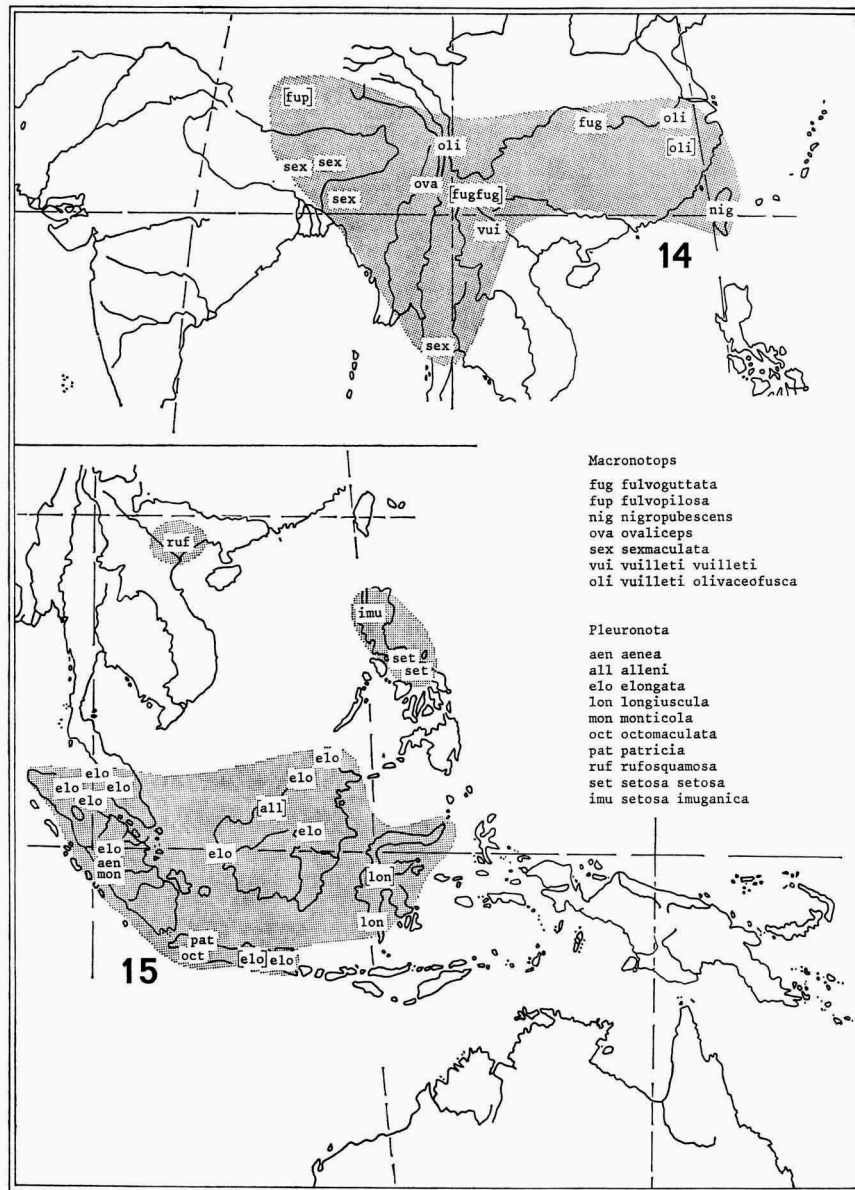 [fup]
fug
oli
oli
[oli]
sex
sex
ova
[fugfug]
sex
nig
vui
14
sex
Macronotops
fug fulvoguttata
fup fulvopilosa
nig nigropubescens
ova ovaliceps
sex sexmaculata
vui vuilleti vuilleti
oli vuilleti olivaceofusca
Pleuronota
aen aenea
all alleni
elo elongata
lon longiuscula
mon monticola
oct octomaculata
pat patricia
ruf rufosquamosa
set setosa setosa
imu setosa imuganica
ruf
imu
set
set
elo
elo
elo
elo
elo
elo
[all]
elo
elo
elo
aen
mon
[lon]
lon
pat
oct
[elo]elo
15